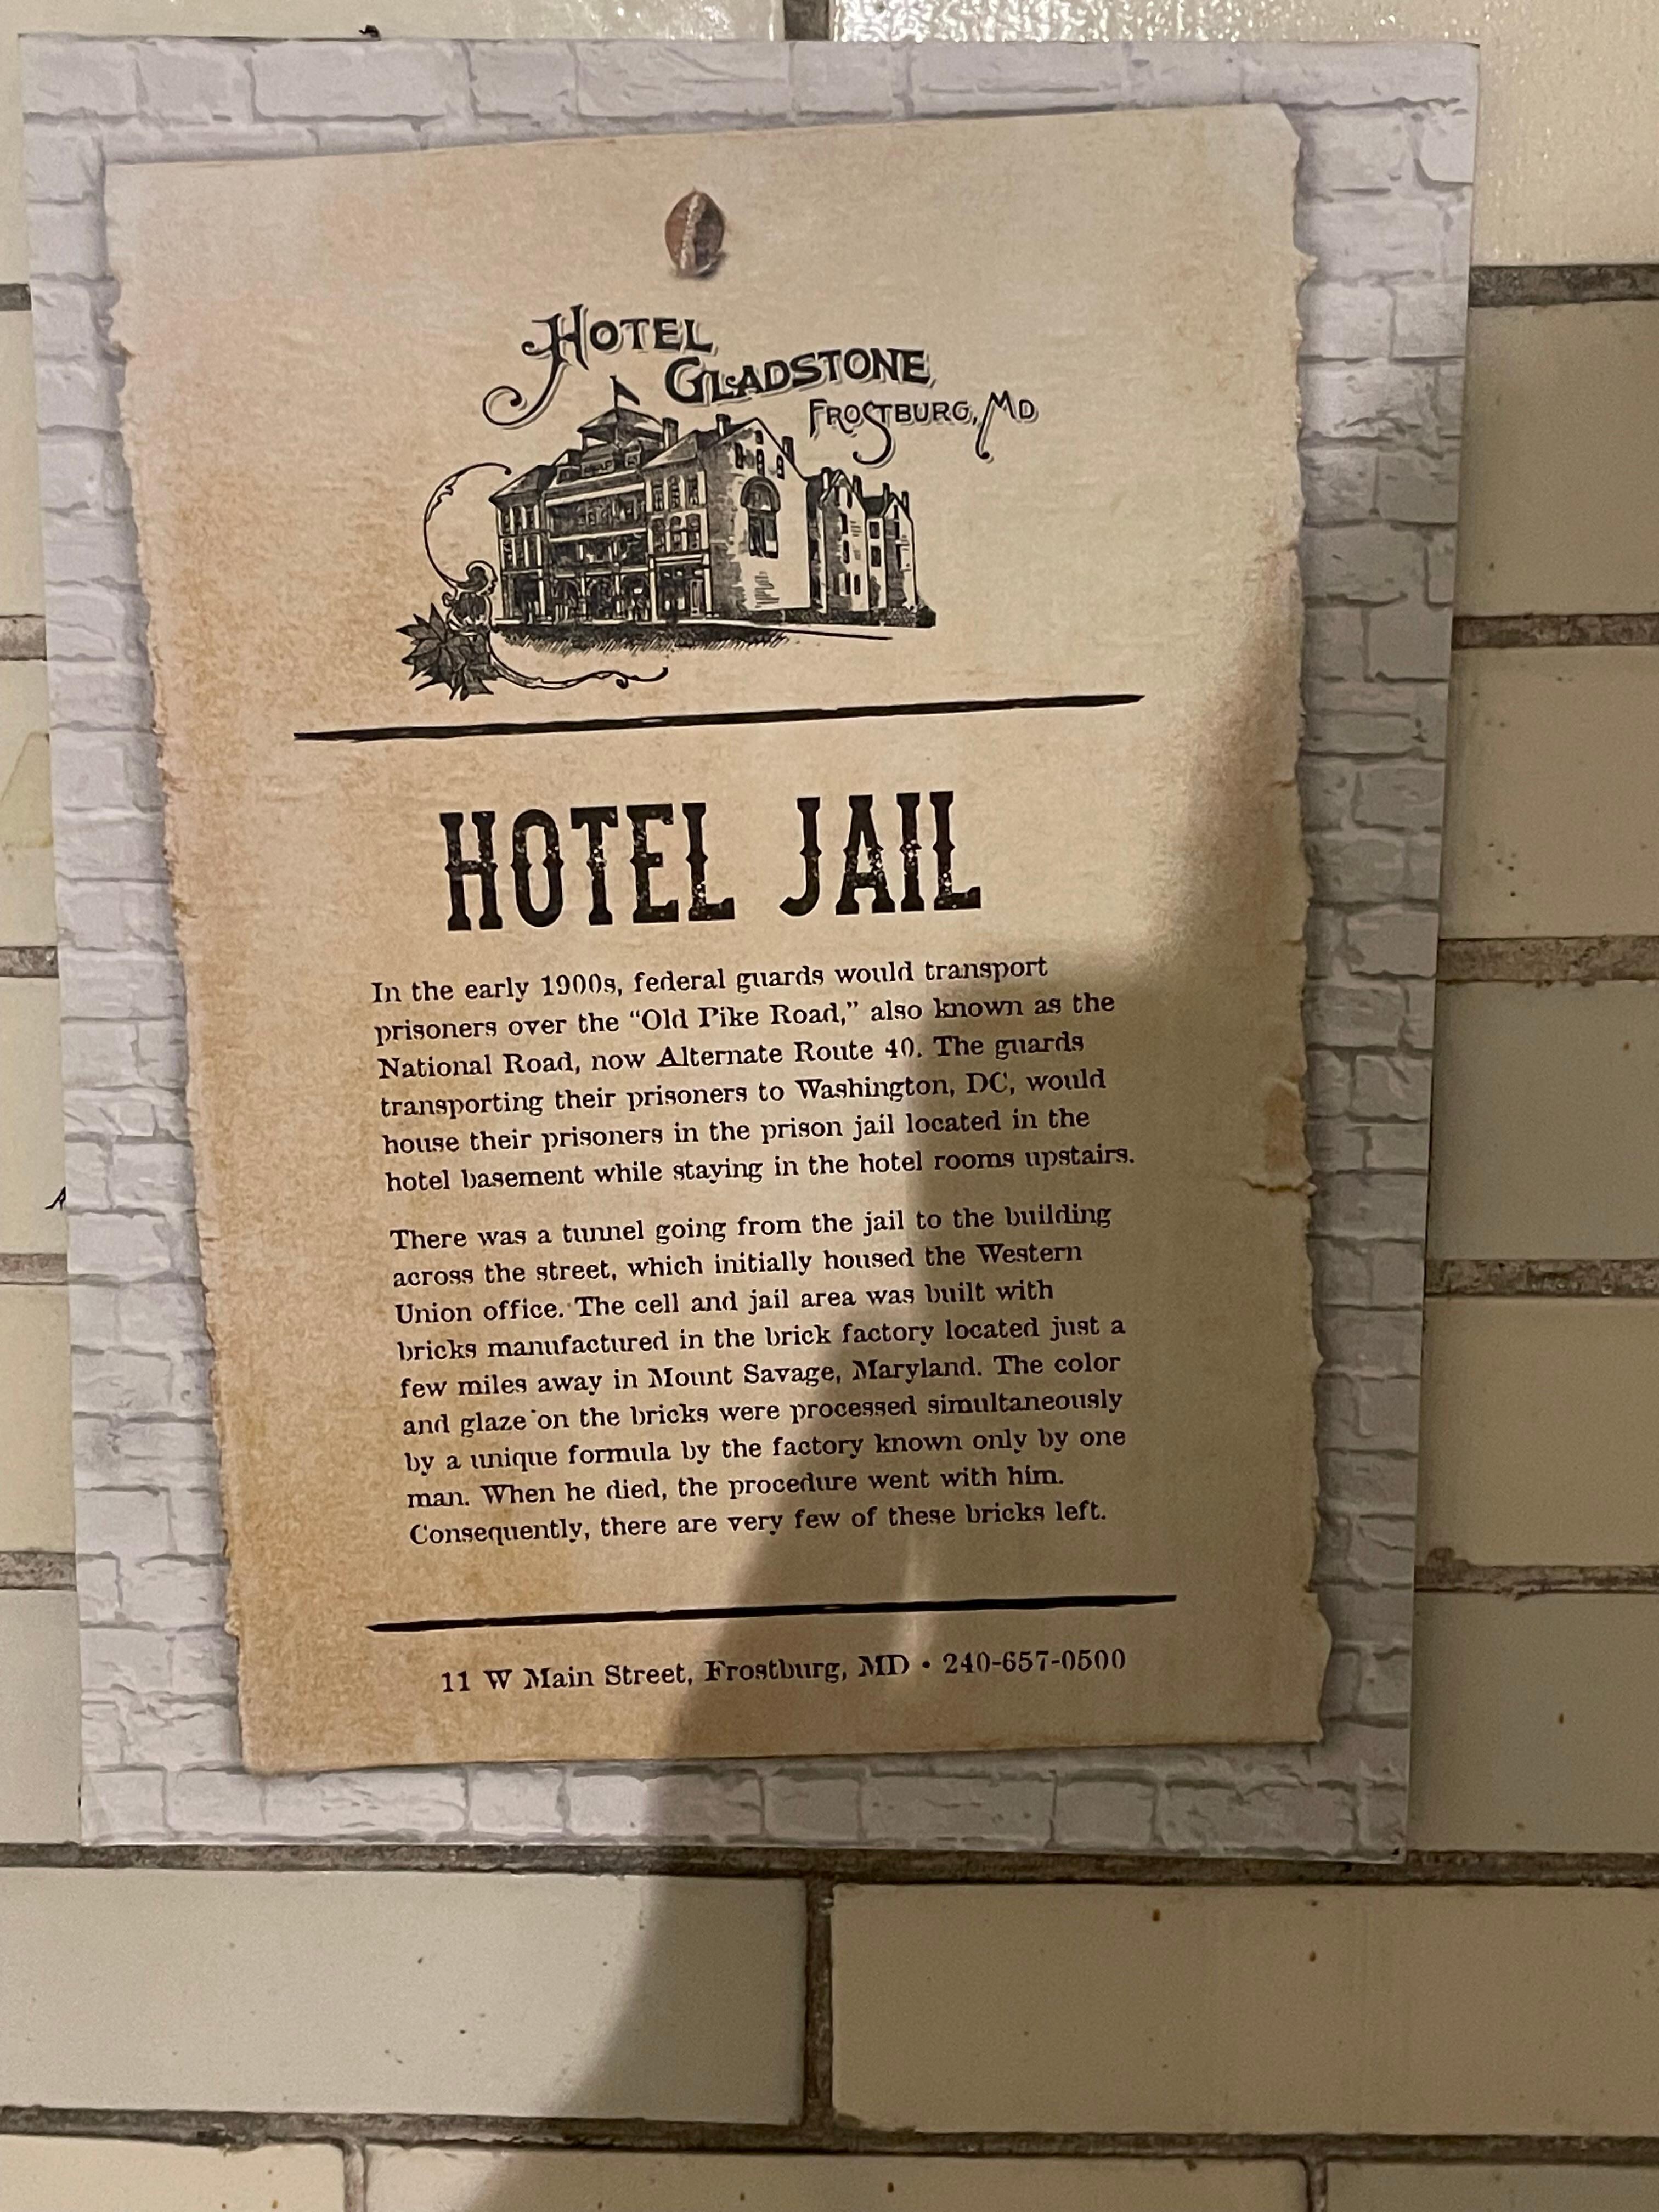 HOTEL
GLADSTONE
FROSTBURG, MD
HOTEL JAIL
In the early 1900s, federal guards would transport
prisoners over the “Old Pike Road,” also known as the
National Road, now Alternate Route 40. The guards
transporting their prisoners to Washington, DC, would
house their prisoners in the prison jail located in the
hotel basement while staying in the hotel rooms upstairs.
There was a tunnel going from the jail to the building
across the street, which initially housed the Western
Union office. The cell and jail area was built with
bricks manufactured in the brick factory located just a
few miles away in Mount Savage, Maryland. The color
and glaze on the bricks were processed simultaneously
by a unique formula by the factory known only by one
man. When he died, the procedure went with him.
Consequently, there are very few of these bricks left.
11 W Main Street, Frostburg, MD • 240-657-0500